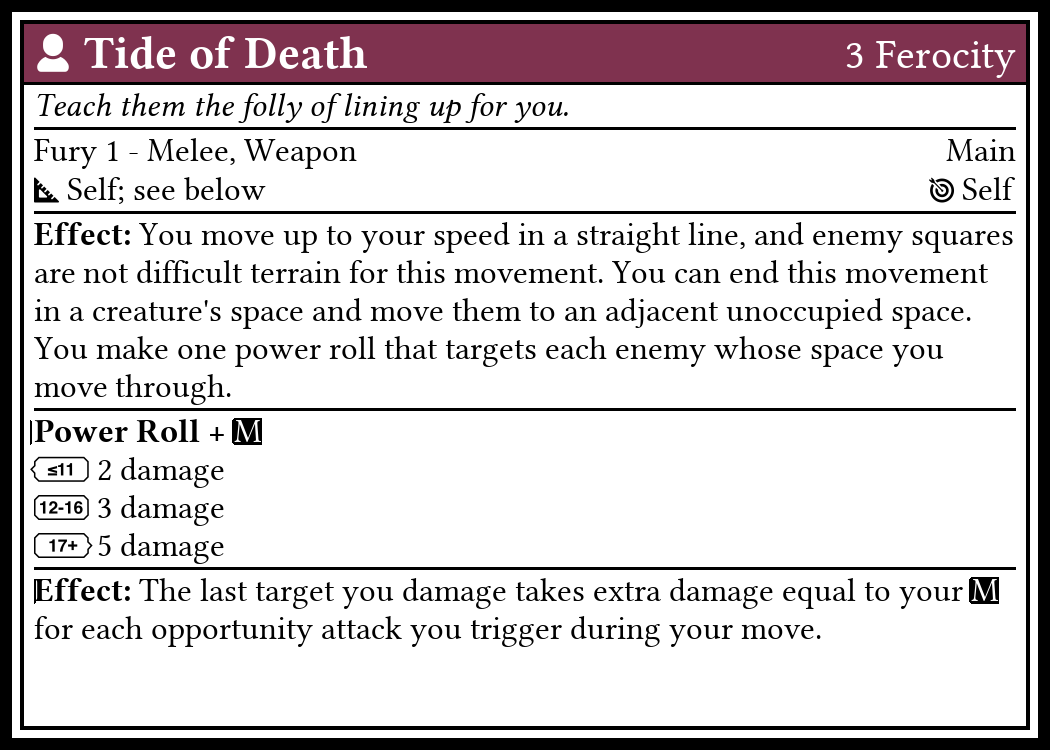 Tide of Death 3 Ferocity
Teach them the folly of lining up for you.
Fury 1 - Melee, Weapon Main
Self; see below Self
Effect: You move up to your speed in a straight line, and enemy squares
are not difficult terrain for this movement. You can end this movement
in a creature's space and move them to an adjacent unoccupied space.
You make one power roll that targets each enemy whose space you
move through.
Power Roll + M
≤11 2 damage
12-16 3 damage
17+ 5 damage
Effect: The last target you damage takes extra damage equal to your M
for each opportunity attack you trigger during your move.